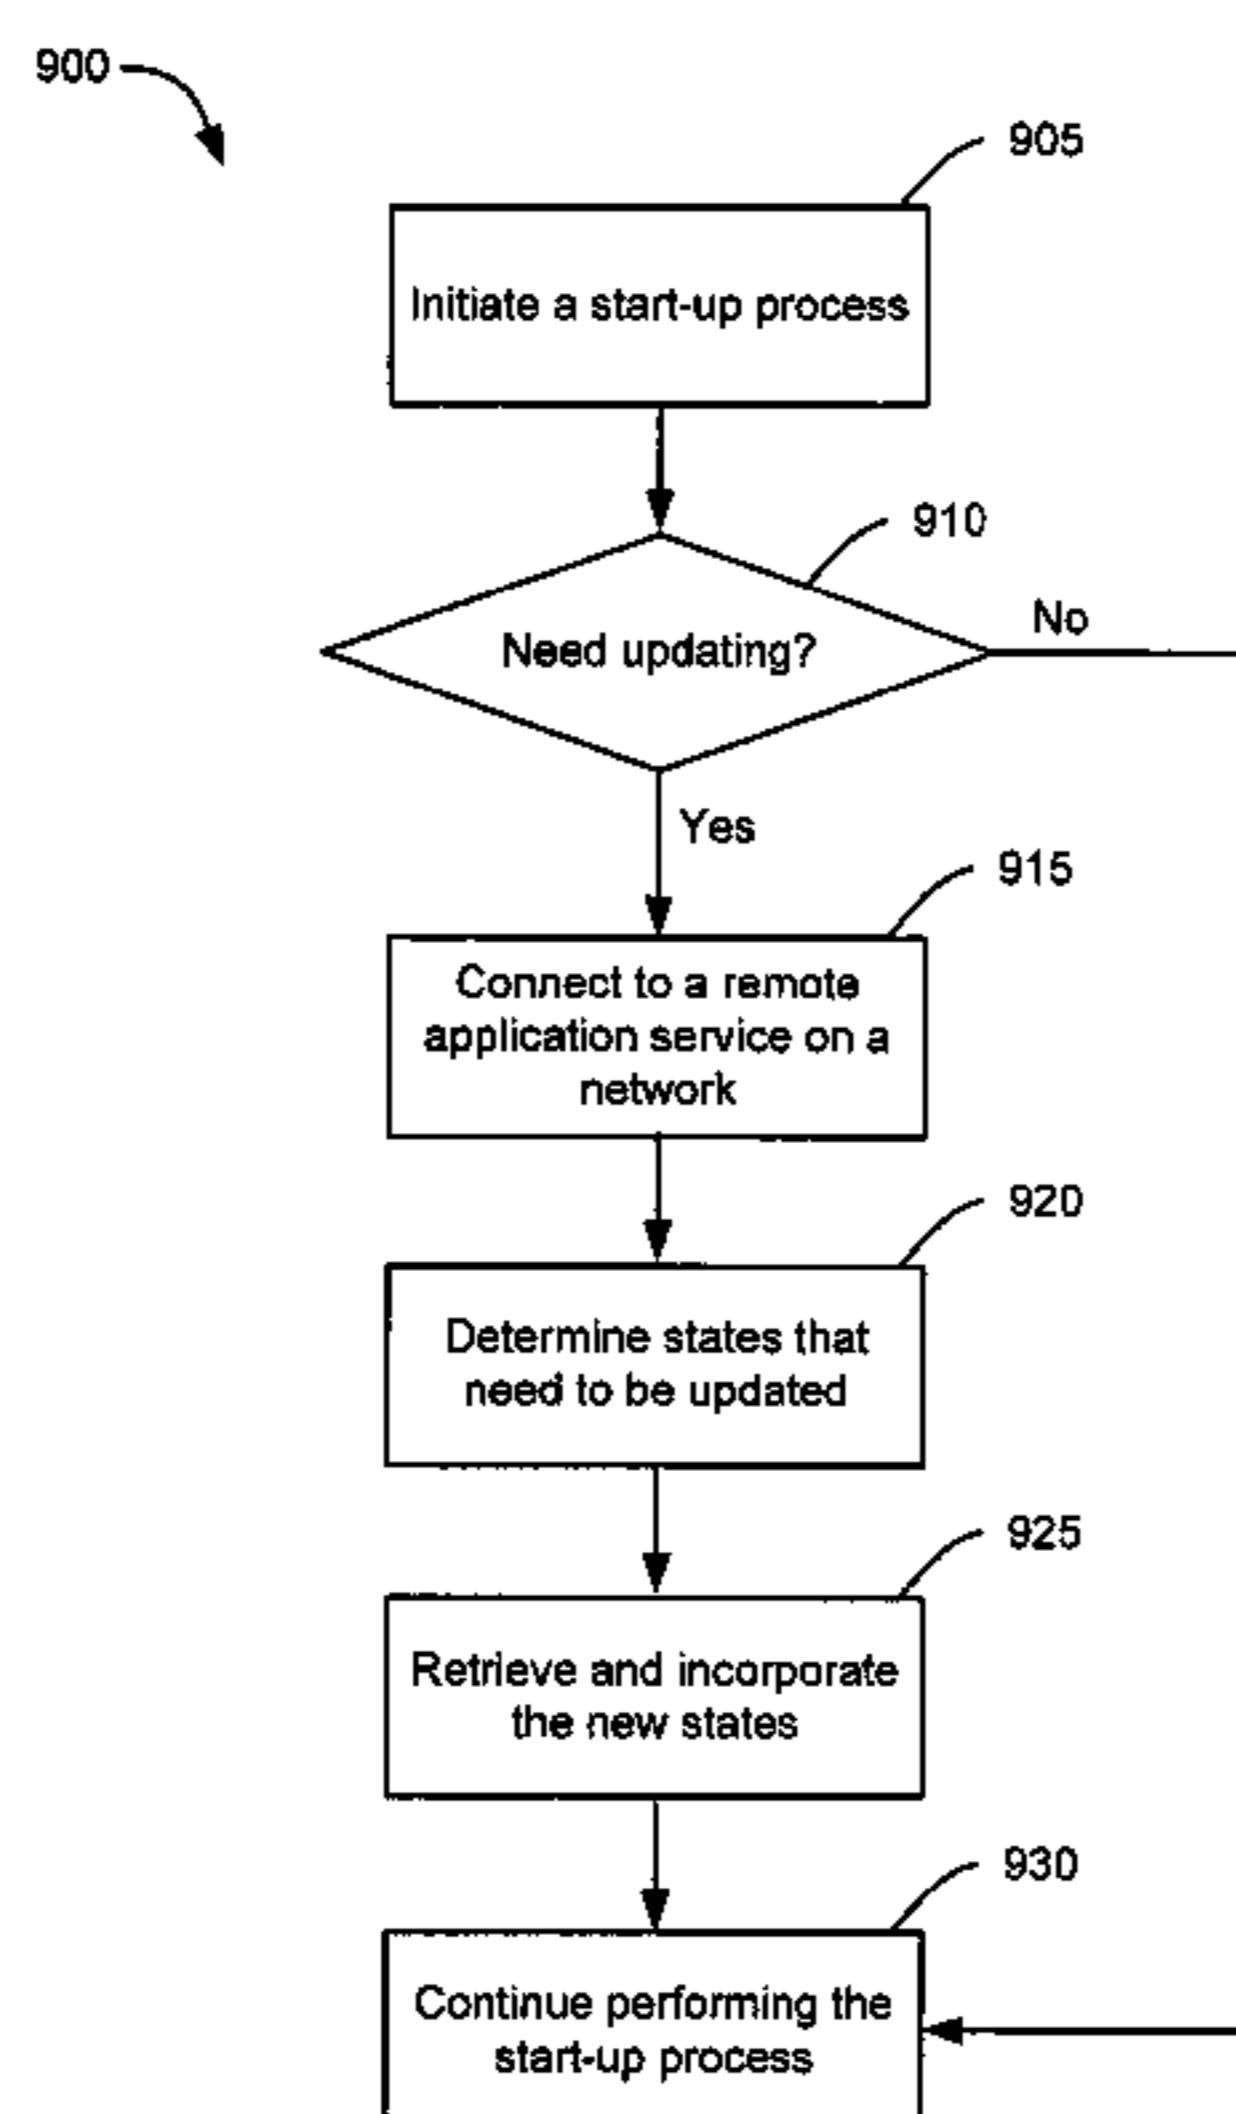 900
905
Initiate a start-up process
910
Need updating?
No
Yes
915
Connect to a remote
application service on a
network
920
Determine states that
need to be updated
925
Retrieve and incorporate
the new states
930
Continue performing the
start-up process